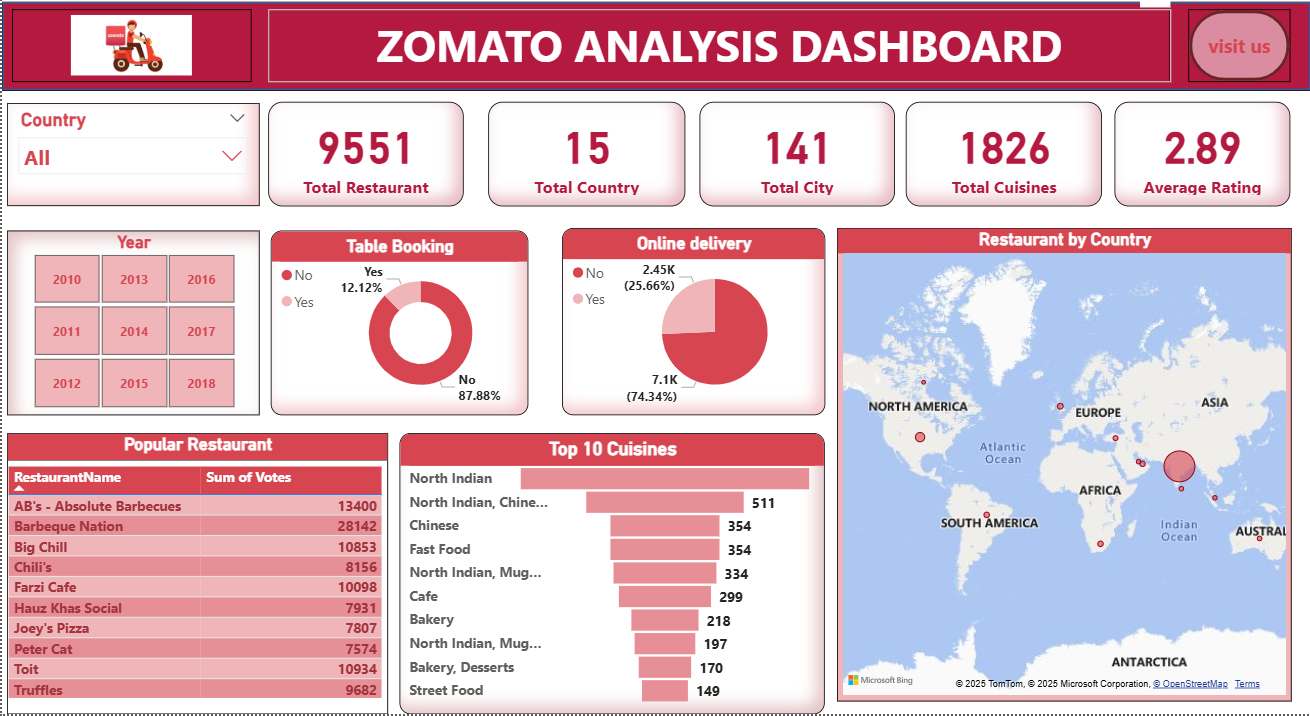 zomato
ZOMATO ANALYSIS DASHBOARD
visit us
Country
All
9551
Total Restaurant
15
Total Country
141
Total City
1826
Total Cuisines
2.89
Average Rating
Year
2010 2013 2016
2011 2014 2017
2012 2015 2018
Table Booking
No
Yes
Yes
12.12%
No
87.88%
Online delivery
No
Yes
2.45K
(25.66%)
7.1K
(74.34%)
Restaurant by Country
NORTH AMERICA
EUROPE
ASIA
Atlantic
Ocean
AFRICA
SOUTH AMERICA
Indian
Ocean
AUSTRAL
ANTARCTICA
Microsoft Bing
© 2025 TomTom, © 2025 Microsoft Corporation, © OpenStreetMap Terms
Popular Restaurant
RestaurantName Sum of Votes
AB's - Absolute Barbecues 13400
Barbeque Nation 28142
Big Chill 10853
Chili's 8156
Farzi Cafe 10098
Hauz Khas Social 7931
Joey's Pizza 7807
Peter Cat 7574
Toit 10934
Truffles 9682
Top 10 Cuisines
North Indian
North Indian, Chine... 511
Chinese 354
Fast Food 354
North Indian, Mug... 334
Cafe 299
Bakery 218
North Indian, Mug... 197
Bakery, Desserts 170
Street Food 149